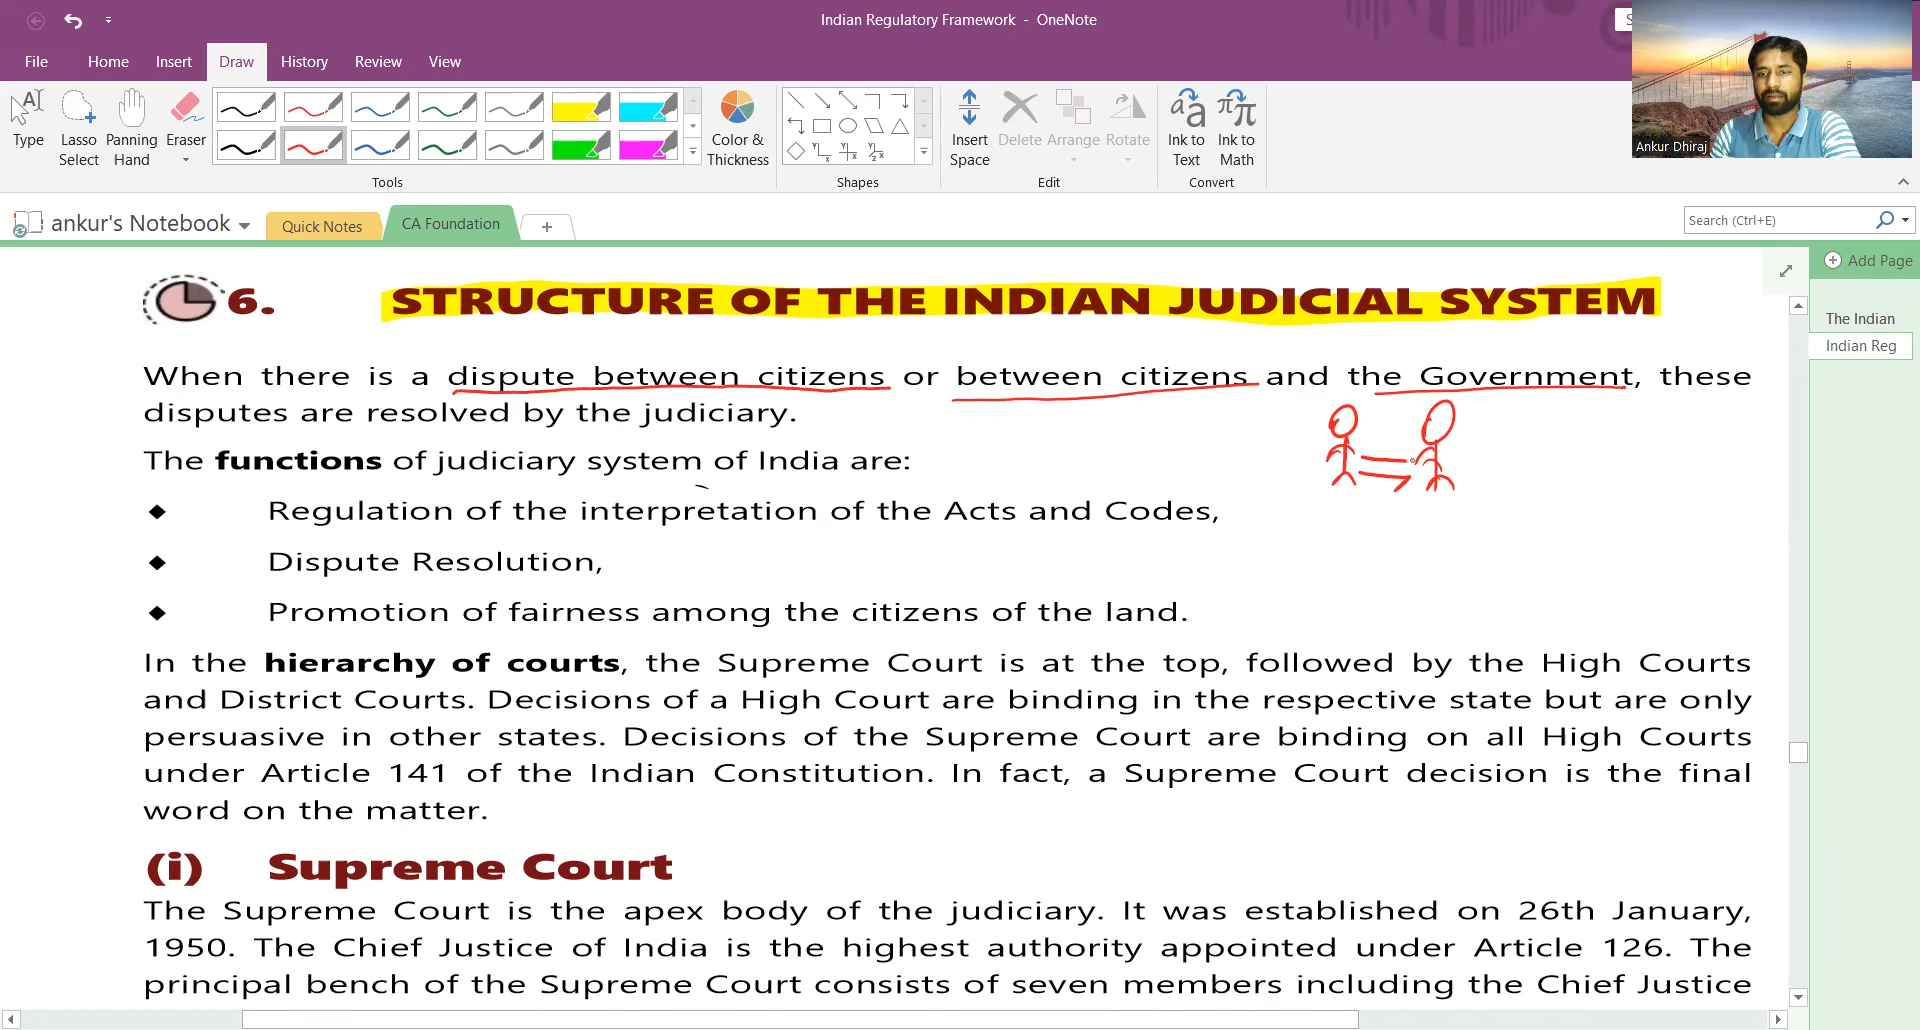 Indian Regulatory Framework - OneNote
File Home Insert Draw History Review View
Type Lasso Select Panning Hand Eraser
Color & Thickness
Insert Space Delete Arrange Rotate
Ink to Text Ink to Math
Tools Shapes Edit Convert
Ankur Dhiraj
ankur's Notebook Quick Notes CA Foundation +
Search (Ctrl+E)
Add Page
The Indian
Indian Reg
6. STRUCTURE OF THE INDIAN JUDICIAL SYSTEM
When there is a dispute between citizens or between citizens and the Government, these
disputes are resolved by the judiciary.
The functions of judiciary system of India are:
◆ Regulation of the interpretation of the Acts and Codes,
◆ Dispute Resolution,
◆ Promotion of fairness among the citizens of the land.
In the hierarchy of courts, the Supreme Court is at the top, followed by the High Courts
and District Courts. Decisions of a High Court are binding in the respective state but are only
persuasive in other states. Decisions of the Supreme Court are binding on all High Courts
under Article 141 of the Indian Constitution. In fact, a Supreme Court decision is the final
word on the matter.
(i) Supreme Court
The Supreme Court is the apex body of the judiciary. It was established on 26th January,
1950. The Chief Justice of India is the highest authority appointed under Article 126. The
principal bench of the Supreme Court consists of seven members including the Chief Justice